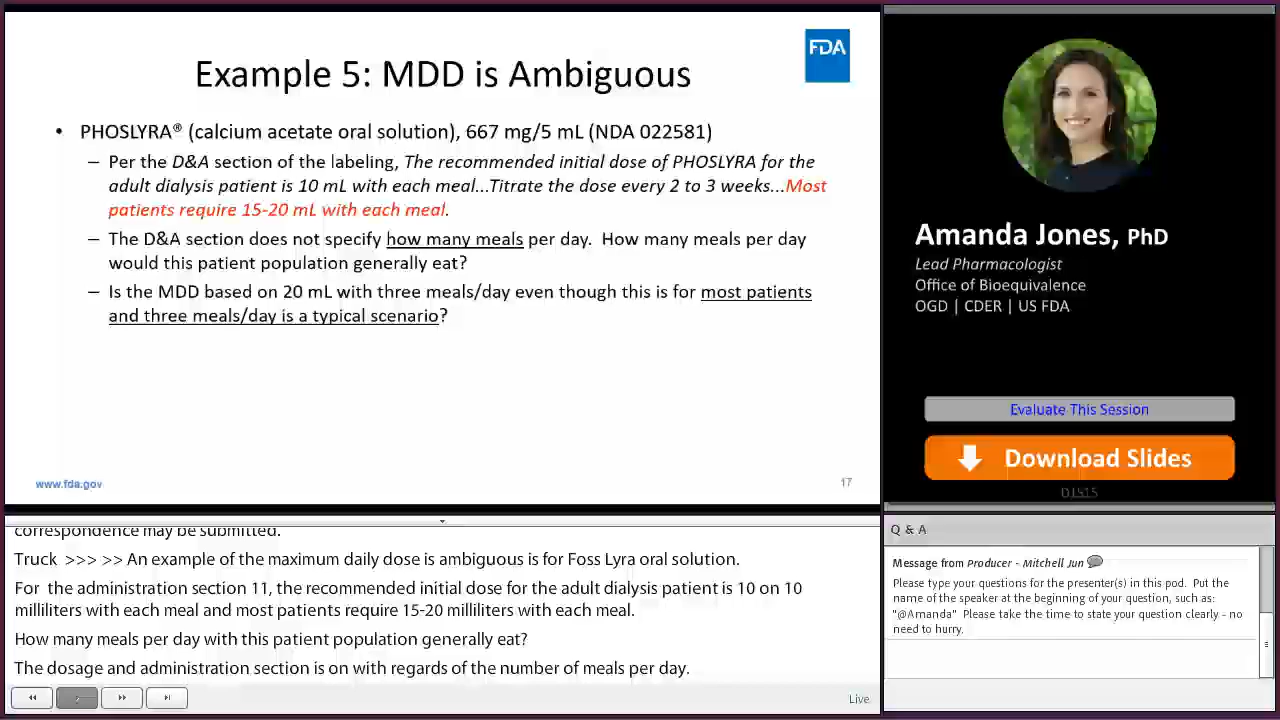 FDA
Example 5: MDD is Ambiguous
• PHOSLYRA® (calcium acetate oral solution), 667 mg/5 mL (NDA 022581)
– Per the D&A section of the labeling, The recommended initial dose of PHOSLYRA for the
adult dialysis patient is 10 mL with each meal...Titrate the dose every 2 to 3 weeks...Most
patients require 15-20 mL with each meal.
– The D&A section does not specify how many meals per day. How many meals per day
would this patient population generally eat?
– Is the MDD based on 20 mL with three meals/day even though this is for most patients
and three meals/day is a typical scenario?
www.fda.gov
17
Amanda Jones, PhD
Lead Pharmacologist
Office of Bioequivalence
OGD | CDER | US FDA
Evaluate This Session
Download Slides
correspondence may be submitted.
Truck >>> >> An example of the maximum daily dose is ambiguous is for Foss Lyra oral solution.
For the administration section 11, the recommended initial dose for the adult dialysis patient is 10 on 10
milliliters with each meal and most patients require 15-20 milliliters with each meal.
How many meals per day with this patient population generally eat?
The dosage and administration section is on with regards of the number of meals per day.
Live
Q & A
Message from Producer - Mitchell Jun
Please type your questions for the presenter(s) in this pod. Put the
name of the speaker at the beginning of your question, such as:
"@Amanda" Please take the time to state your question clearly - no
need to hurry.